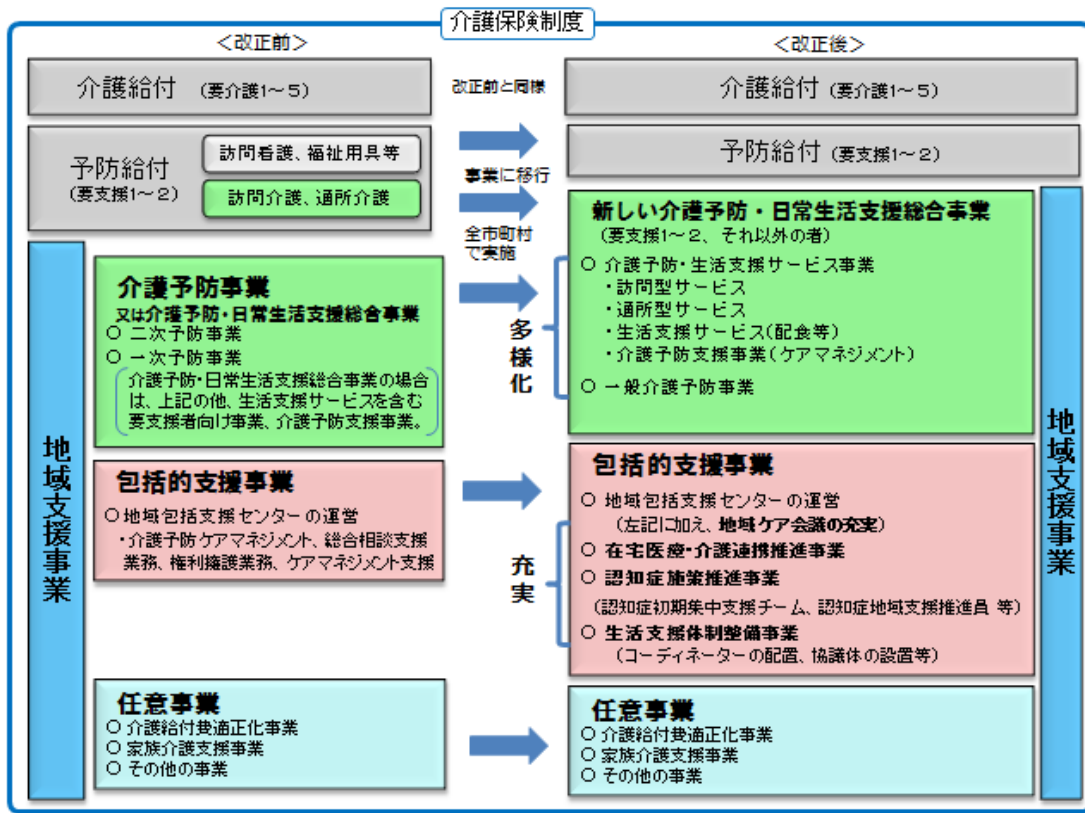 介護保険制度
＜改正前＞
介護給付 （要介護1～5）
予防給付
（要支援1～2）
訪問看護、福祉用具等
訪問介護、通所介護
地域支援事業
介護予防事業
又は介護予防・日常生活支援総合事業
○ 二次予防事業
○ 一次予防事業
介護予防・日常生活支援総合事業の場合
は、上記の他、生活支援サービスを含む
要支援者向け事業、介護予防支援事業。
包括的支援事業
○地域包括支援センターの運営
・介護予防ケアマネジメント、総合相談支援
業務、権利擁護業務、ケアマネジメント支援
任意事業
○ 介護給付費適正化事業
○ 家族介護支援事業
○ その他の事業
改正前と同様
事業に移行
全市町村
で実施
多様化
充実
＜改正後＞
介護給付（要介護1～5）
予防給付（要支援1～2）
新しい介護予防・日常生活支援総合事業
（要支援1～2、それ以外の者）
○ 介護予防・生活支援サービス事業
・訪問型サービス
・通所型サービス
・生活支援サービス（配食等）
・介護予防支援事業（ケアマネジメント）
○ 一般介護予防事業
包括的支援事業
○ 地域包括支援センターの運営
（左記に加え、地域ケア会議の充実）
○ 在宅医療・介護連携推進事業
○ 認知症施策推進事業
（認知症初期集中支援チーム、認知症地域支援推進員 等）
○ 生活支援体制整備事業
（コーディネーターの配置、協議体の設置等）
任意事業
○ 介護給付費適正化事業
○ 家族介護支援事業
○ その他の事業
地域支援事業